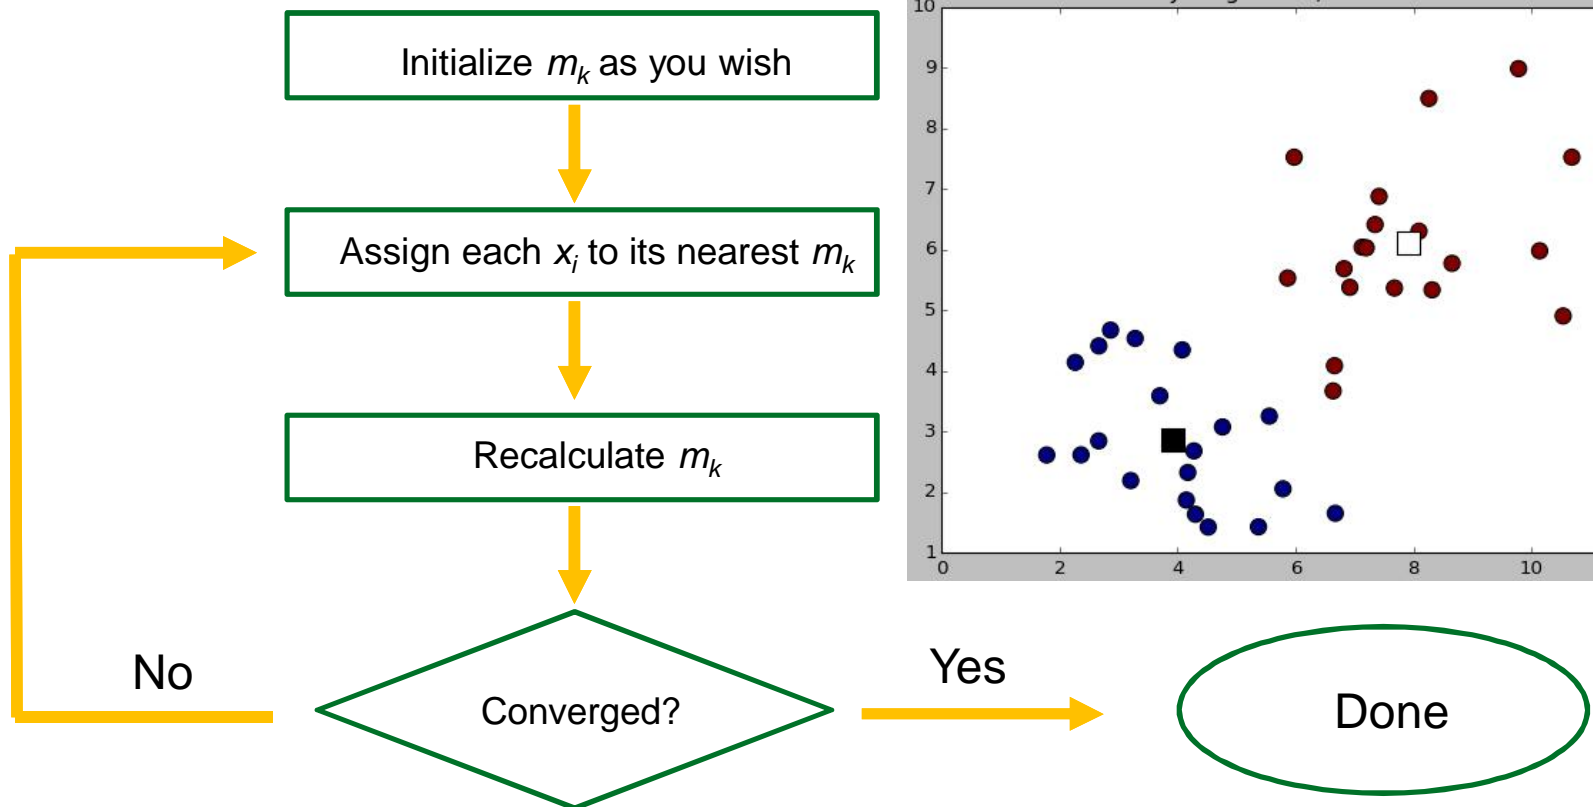 Initialize mk as you wish
Assign each xi to its nearest mk
Recalculate mk
Converged?
No
Yes
Done
10
9
8
7
6
5
4
3
2
1
0 2 4 6 8 10